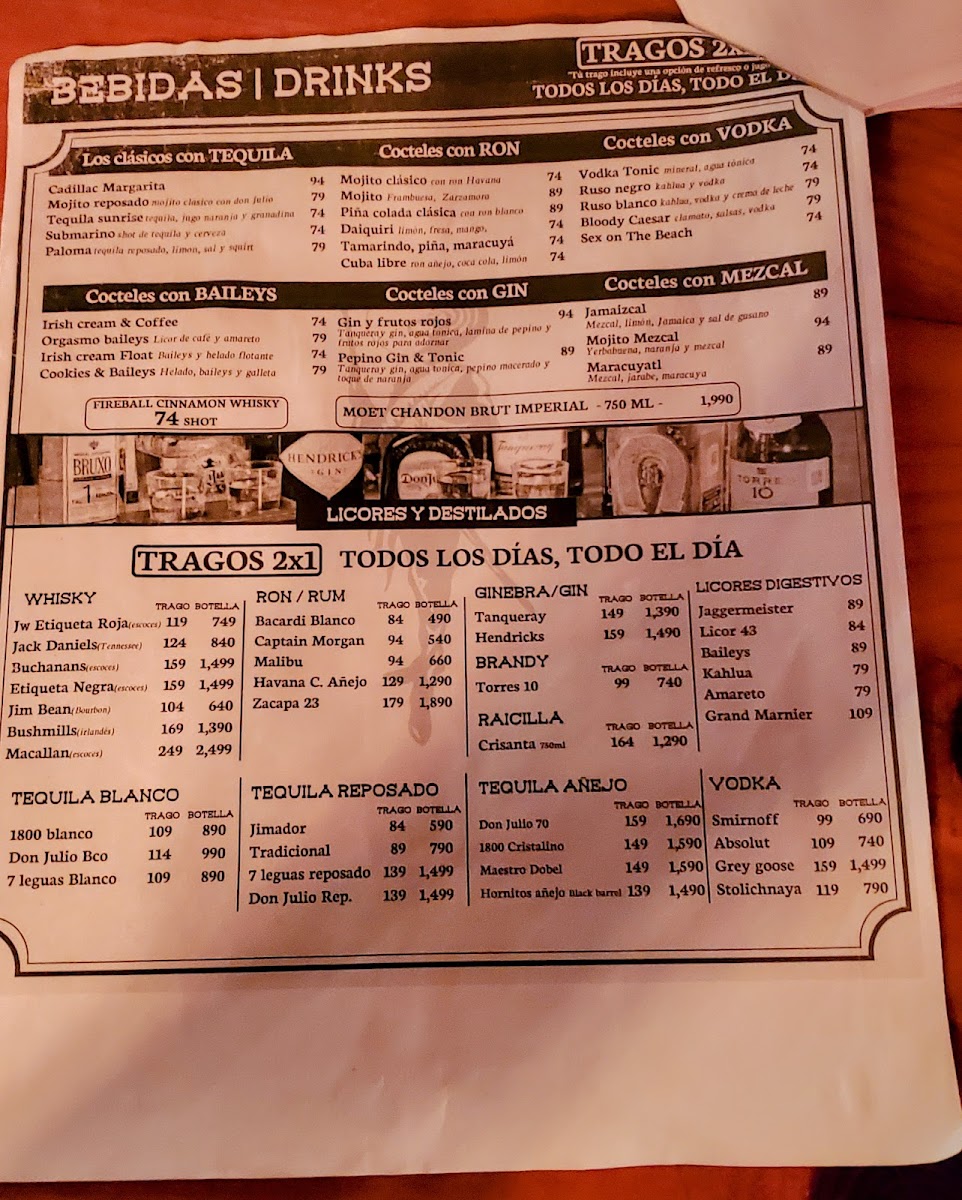 BEBIDAS | DRINKS
TRAGOS
"Tú trago incluye una opción de refresco o jugo
TODOS LOS DÍAS, TODO EL
Los clásicos con TEQUILA
Cadillac Margarita 94
Mojito reposado mojito clasico con don julio 79
Tequila sunrise tequila, jugo naranja y granadina 74
Submarino shot de tequila y cerveza 74
Paloma tequila reposado, limon, sal y squirt 79
Cocteles con RON
Mojito clásico con ron Havana 74
Mojito Frambuesa, Zarzamora 89
Piña colada clásica con ron blanco 89
Daiquiri limón, fresa, mango, 74
Tamarindo, piña, maracuyá 74
Cuba libre ron añejo, coca cola, limón 74
Cocteles con VODKA
Vodka Tonic mineral, agua tónica 74
Ruso negro kahlua y vodka 74
Ruso blanco kahlua, vodka y crema de leche 79
Bloody Caesar clamato, salsas, vodka 79
Sex on The Beach 74
Cocteles con BAILEYS
Irish cream & Coffee 74
Orgasmo baileys Licor de café y amareto 79
Irish cream Float Baileys y helado flotante 74
Cookies & Baileys Helado, baileys y galleta 79
Cocteles con GIN
Gin y frutos rojos 94
Tanqueray gin, agua tonica, lamina de pepino y
frutos rojos para adornar
Pepino Gin & Tonic 89
Tanqueray gin, agua tonica, pepino macerado y
toque de naranja
Cocteles con MEZCAL
Jamaizcal 89
Mezcal, limón, Jamaica y sal de gusano
Mojito Mezcal 94
Yerbabuena, naranja y mezcal
Maracuyatl 89
Mezcal, jarabe, maracuya
FIREBALL CINNAMON WHISKY
74 SHOT
MOET CHANDON BRUT IMPERIAL - 750 ML - 1,990
BRUXO
1
HENDRICK'S
GIN
DonJu
Tanqueray
TORRE
10
LICORES Y DESTILADOS
TRAGOS 2x1 TODOS LOS DÍAS, TODO EL DÍA
WHISKY
TRAGO BOTELLA
Jw Etiqueta Roja(escoces) 119 749
Jack Daniels(Tennessee) 124 840
Buchanans(escoces) 159 1,499
Etiqueta Negra(escoces) 159 1,499
Jim Bean(Bourbon) 104 640
Bushmills(irlandés) 169 1,390
Macallan(escoces) 249 2,499
RON / RUM
TRAGO BOTELLA
Bacardi Blanco 84 490
Captain Morgan 94 540
Malibu 94 660
Havana C. Añejo 129 1,290
Zacapa 23 179 1,890
GINEBRA/GIN
TRAGO BOTELLA
Tanqueray 149 1,390
Hendricks 159 1,490
BRANDY
TRAGO BOTELLA
Torres 10 99 740
RAICILLA
TRAGO BOTELLA
Crisanta 750ml 164 1,290
LICORES DIGESTIVOS
Jaggermeister 89
Licor 43 84
Baileys 89
Kahlua 79
Amareto 79
Grand Marnier 109
TEQUILA BLANCO
TRAGO BOTELLA
1800 blanco 109 890
Don Julio Bco 114 990
7 leguas Blanco 109 890
TEQUILA REPOSADO
TRAGO BOTELLA
Jimador 84 590
Tradicional 89 790
7 leguas reposado 139 1,499
Don Julio Rep. 139 1,499
TEQUILA AÑEJO
TRAGO BOTELLA
Don Julio 70 159 1,690
1800 Cristalino 149 1,590
Maestro Dobel 149 1,590
Hornitos añejo Black barrel 139 1,490
VODKA
TRAGO BOTELLA
Smirnoff 99 690
Absolut 109 740
Grey goose 159 1,499
Stolichnaya 119 790